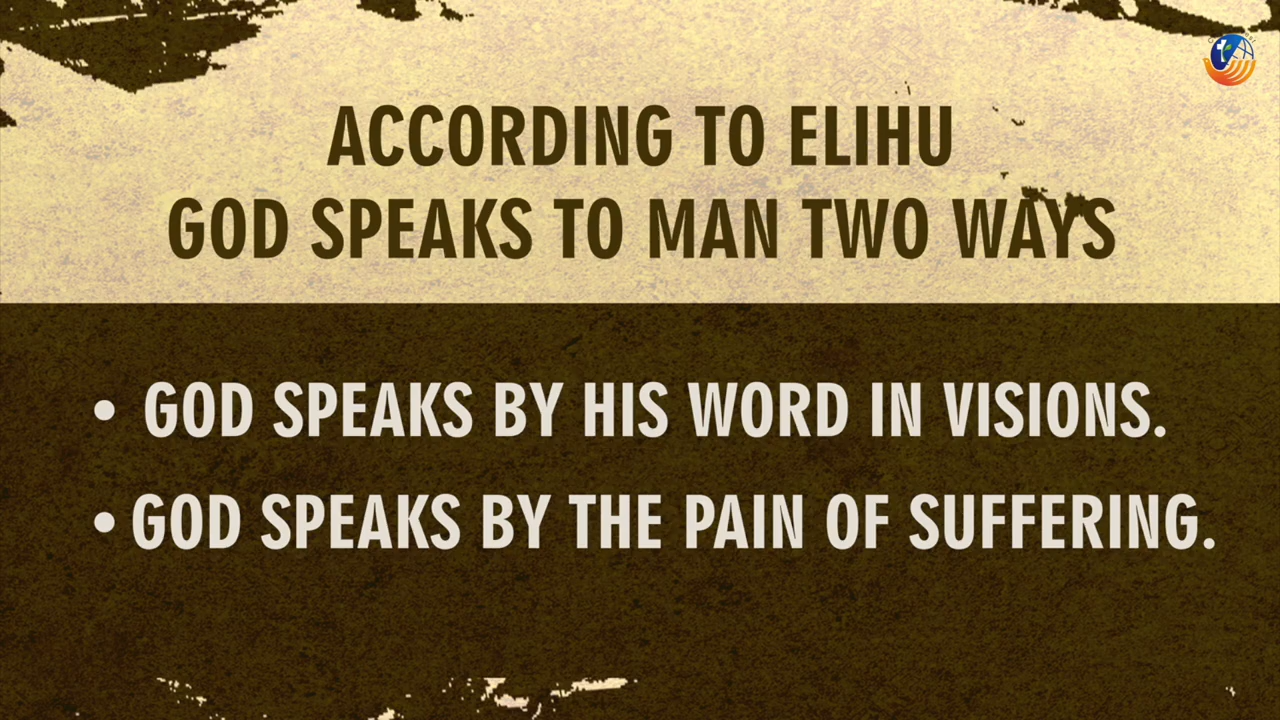 ACCORDING TO ELIHU
GOD SPEAKS TO MAN TWO WAYS
• GOD SPEAKS BY HIS WORD IN VISIONS.
• GOD SPEAKS BY THE PAIN OF SUFFERING.